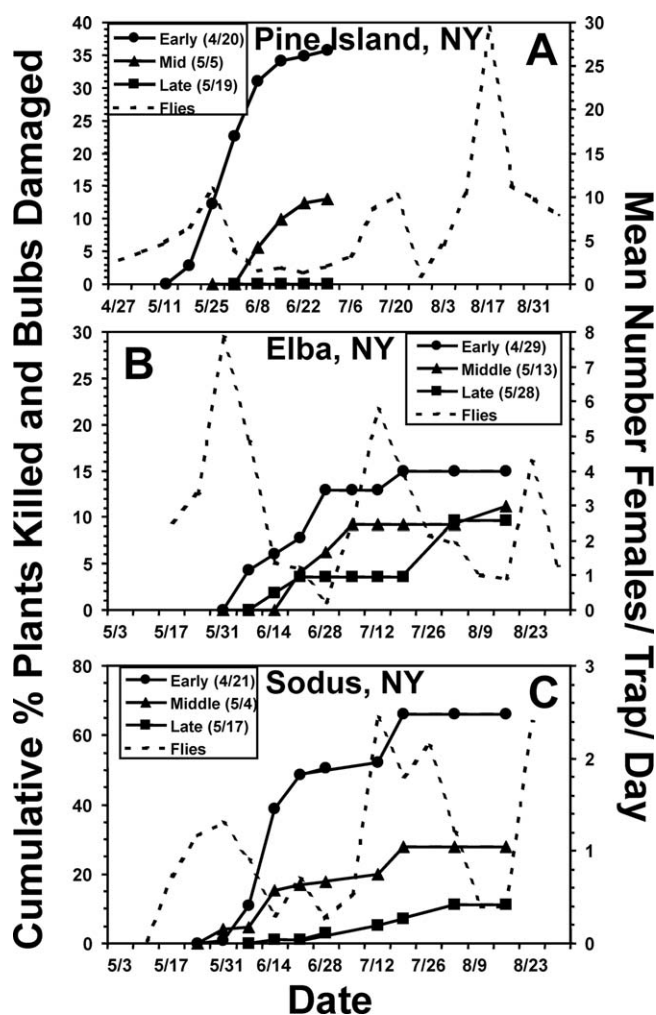 Cumulative % Plants Killed and Bulbs Damaged
Mean Number Females/ Trap/ Day
Pine Island, NY
A
Early (4/20)
Mid (5/5)
Late (5/19)
Flies
40
35
30
25
20
15
10
5
0
30
25
20
15
10
5
0
4/27 5/11 5/25 6/8 6/22 7/6 7/20 8/3 8/17 8/31
B
Elba, NY
Early (4/29)
Middle (5/13)
Late (5/28)
Flies
30
25
20
15
10
5
0
8
7
6
5
4
3
2
1
0
5/3 5/17 5/31 6/14 6/28 7/12 7/26 8/9 8/23
Sodus, NY
C
Early (4/21)
Middle (5/4)
Late (5/17)
Flies
80
60
40
20
0
3
2
1
0
5/3 5/17 5/31 6/14 6/28 7/12 7/26 8/9 8/23
Date